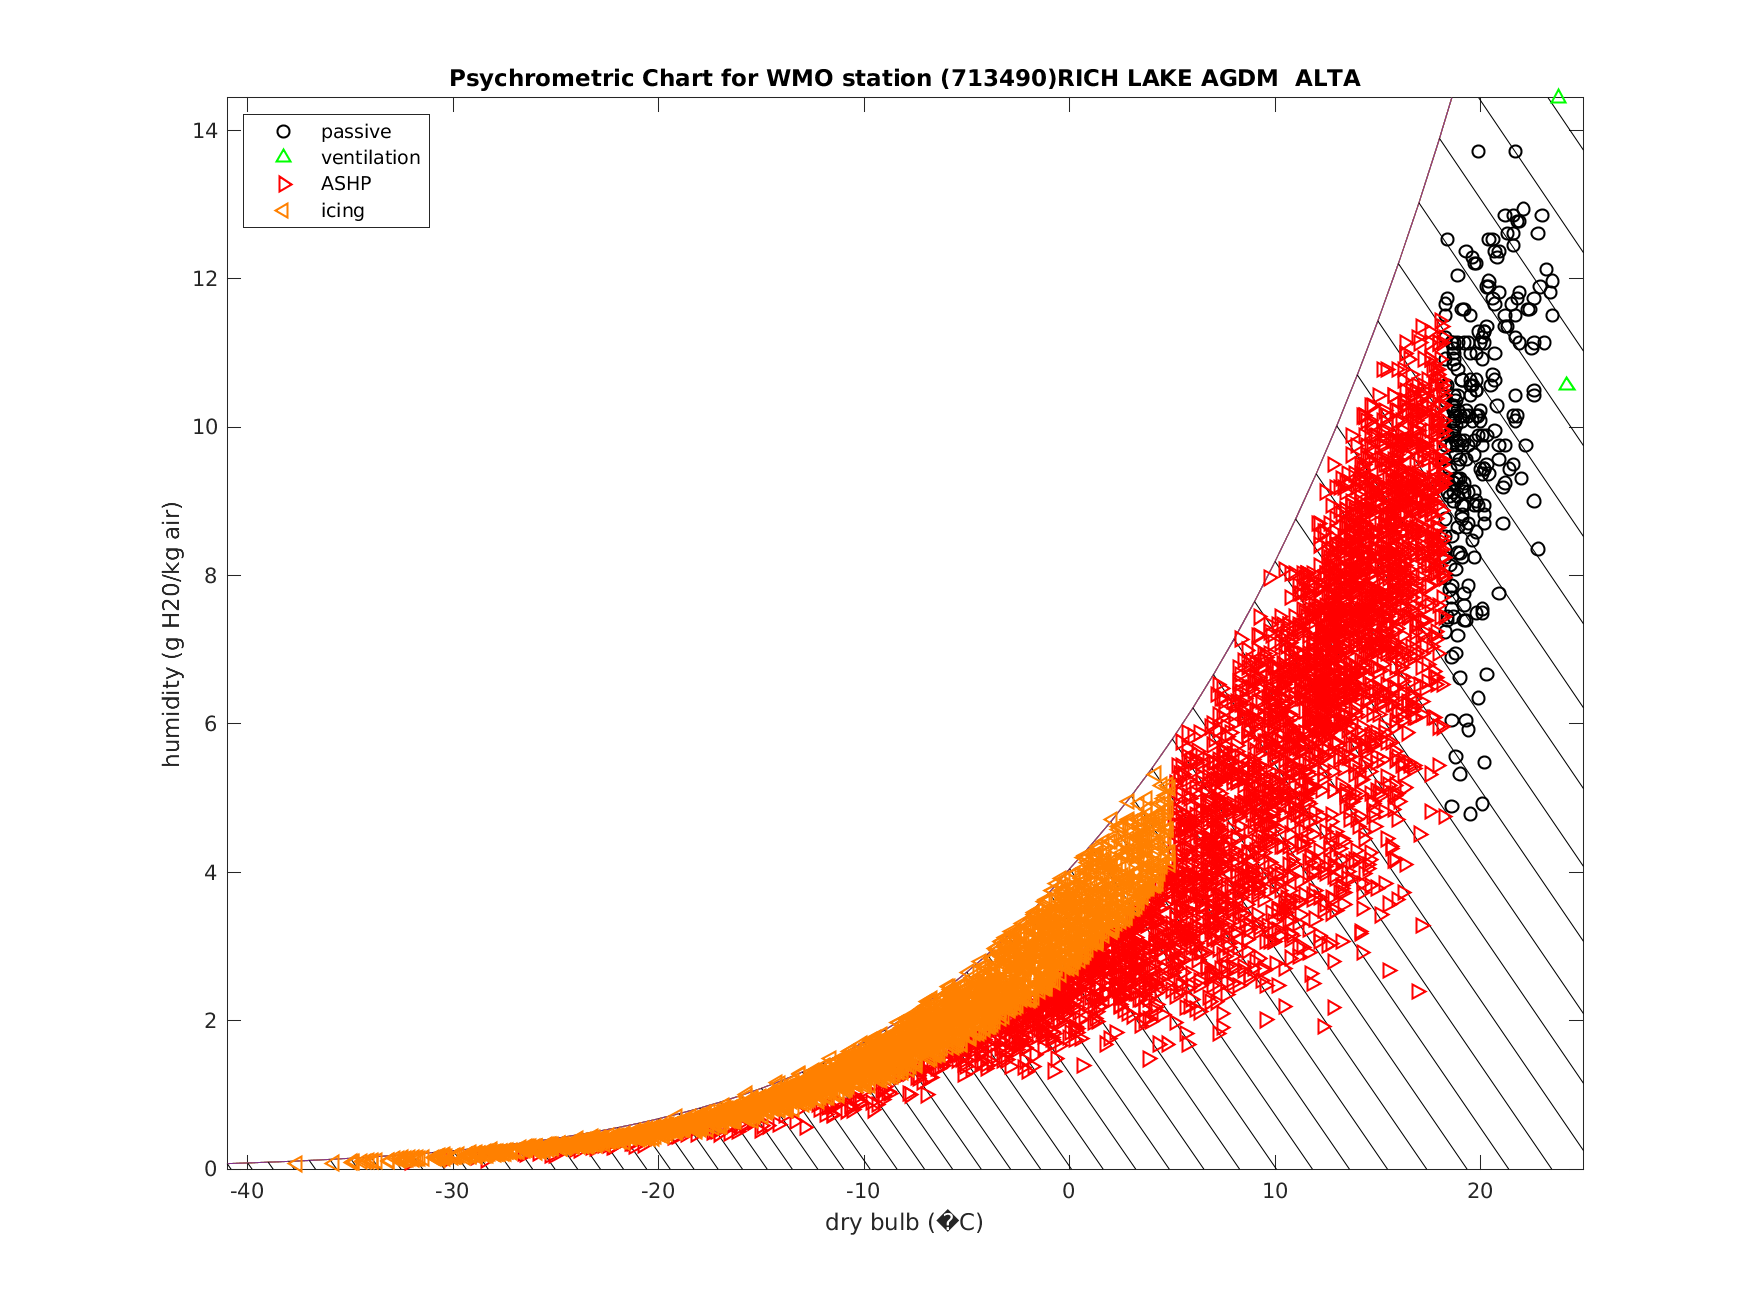 Psychrometric Chart for WMO station (713490)RICH LAKE AGDM  ALTA
passive
ventilation
ASHP
icing
humidity (g H20/kg air)
14
12
10
8
6
4
2
0
-40
-30
-20
-10
0
10
20
dry bulb (�C)